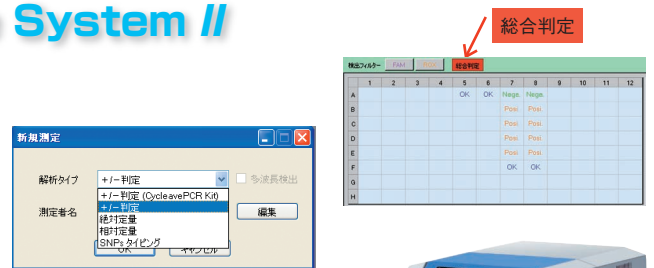 System II
総合判定
検出フィルター FAM ROX 総合判定
1 2 3 4 5 6 7 8 9 10 11 12
A OK OK Nega. Nega.
B Posi. Posi.
C Posi. Posi.
D Posi. Posi.
E Posi. Posi.
F OK OK
G
H
新規測定
解析タイプ +/-判定 多波長検出
+/-判定 (CycleavePCR Kit)
+/-判定
測定者名 編集
絶対定量
相対定量
SNPs タイピング
OK キャンセル